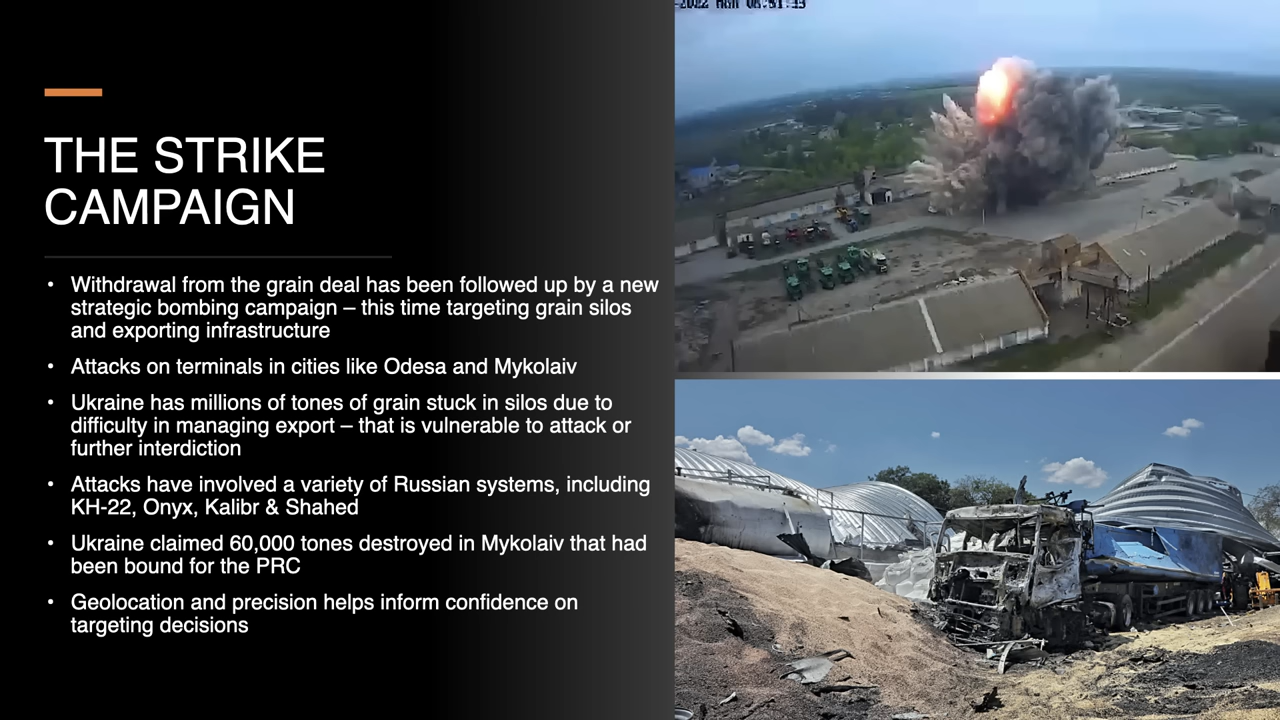 THE STRIKE
CAMPAIGN
• Withdrawal from the grain deal has been followed up by a new
strategic bombing campaign – this time targeting grain silos
and exporting infrastructure
• Attacks on terminals in cities like Odesa and Mykolaiv
• Ukraine has millions of tones of grain stuck in silos due to
difficulty in managing export – that is vulnerable to attack or
further interdiction
• Attacks have involved a variety of Russian systems, including
KH-22, Onyx, Kalibr & Shahed
• Ukraine claimed 60,000 tones destroyed in Mykolaiv that had
been bound for the PRC
• Geolocation and precision helps inform confidence on
targeting decisions